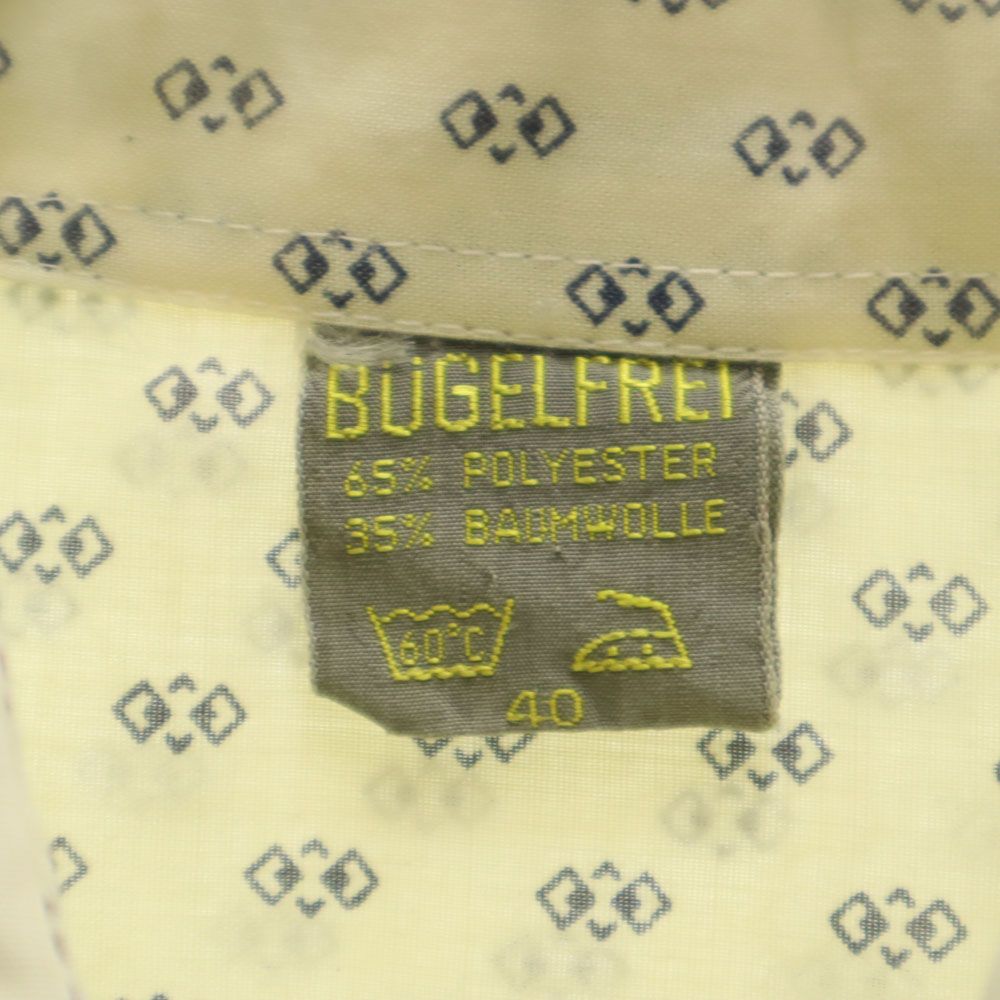 BÜGELFREI
65% POLYESTER
35% BAUMWOLLE
60°C
40